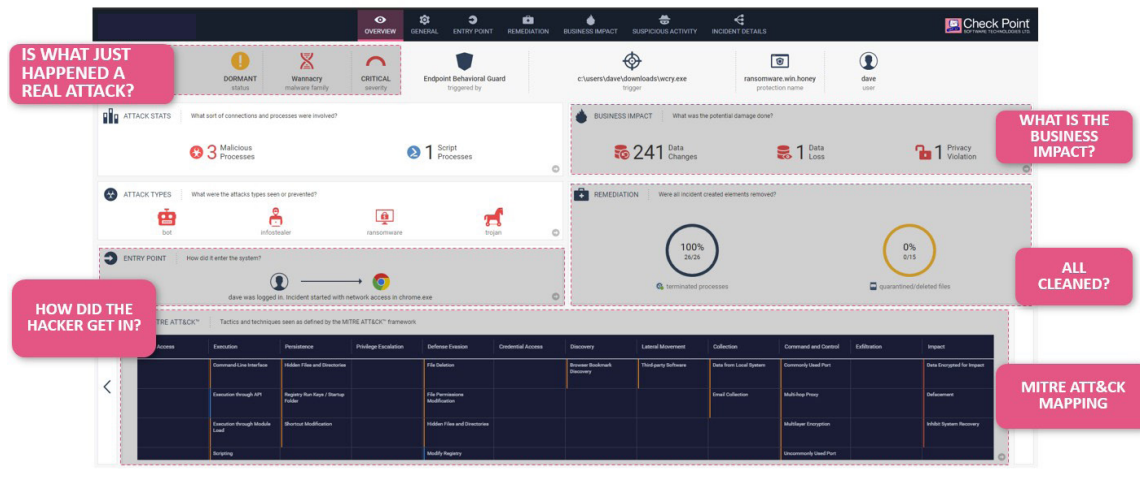 OVERVIEW
GENERAL
ENTRY POINT
REMEDIATION
BUSINESS IMPACT
SUSPICIOUS ACTIVITY
INCIDENT DETAILS
Check Point
SOFTWARE TECHNOLOGIES LTD.
IS WHAT JUST
HAPPENED A
REAL ATTACK?
DORMANT
status
Wannacry
malware family
CRITICAL
severity
Endpoint Behavioral Guard
triggered by
c:\users\dave\downloads\wcry.exe
trigger
ransomware.win.honey
protection name
dave
user
ATTACK STATS
What sort of connections and processes were involved?
3 Malicious
Processes
1 Script
Processes
BUSINESS IMPACT
What was the potential damage done?
241 Data
Changes
1 Data
Loss
1 Privacy
Violation
WHAT IS THE
BUSINESS
IMPACT?
ATTACK TYPES
What were the attacks types seen or prevented?
bot
infostealer
ransomware
trojan
REMEDIATION
Were all incident created elements removed?
100%
26/26
terminated processes
0%
0/15
quarantined/deleted files
ALL
CLEANED?
ENTRY POINT
How did it enter the system?
dave was logged in. Incident started with network access in chrome.exe
HOW DID THE
HACKER GET IN?
TRE ATT&CK™
Tactics and techniques seen as defined by the MITRE ATT&CK™ framework
Access
Execution
Persistence
Privilege Escalation
Defense Evasion
Credential Access
Discovery
Lateral Movement
Collection
Command and Control
Exfiltration
Impact
Command-Line Interface
Hidden Files and Directories
File Deletion
Browser Bookmark
Discovery
Third-party Software
Data from Local System
Commonly Used Port
Data Encrypted for Impact
Execution through API
Registry Run Keys / Startup
Folder
File Permissions
Modification
Email Collection
Multi-hop Proxy
Defacement
Execution through Module
Load
Shortcut Modification
Hidden Files and Directories
Multilayer Encryption
Inhibit System Recovery
Scripting
Modify Registry
Uncommonly Used Port
MITRE ATT&CK
MAPPING